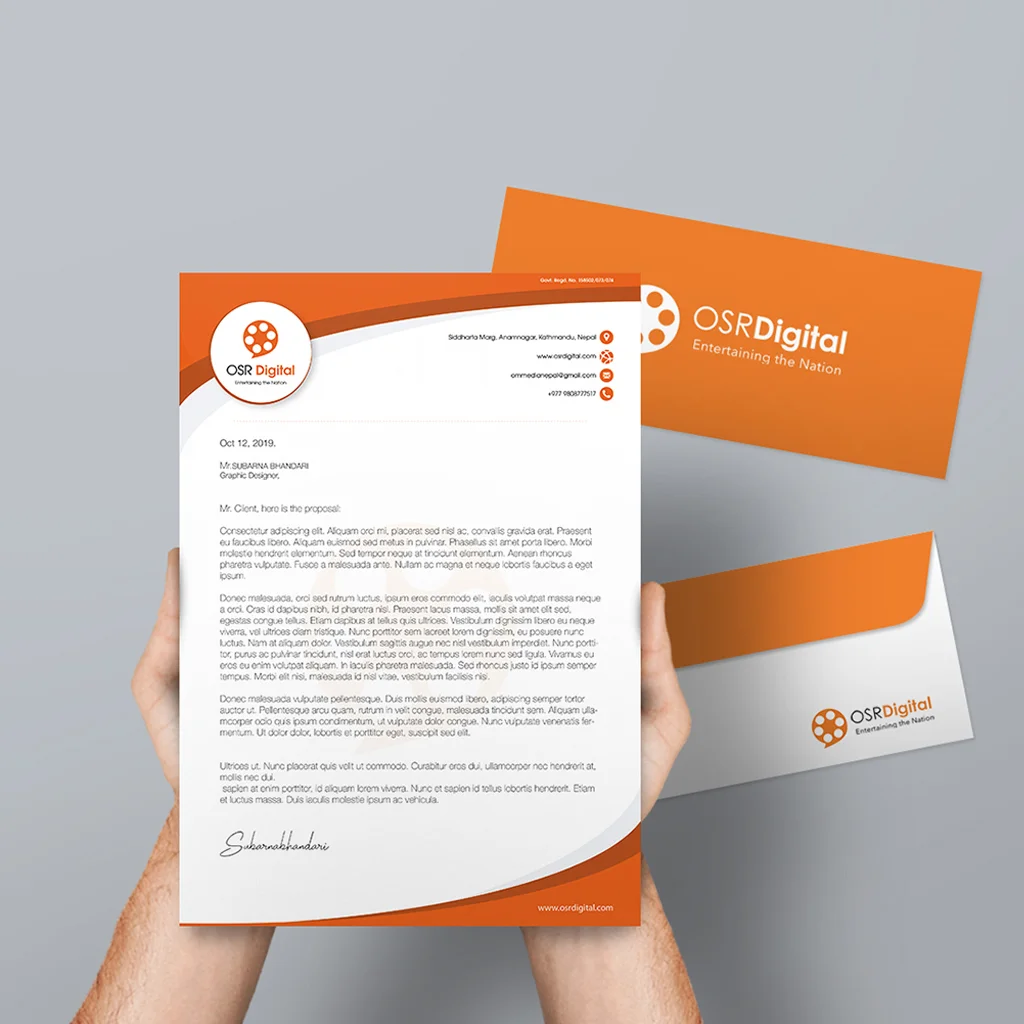 OSR Digital
Entertaining the Nation
Siddharta Marg, Anamnagar, Kathmandu, Nepal
www.osrdigital.com
ommedianepal@gmail.com
+977 9808777517
Oct 12, 2019.
Mr.SUBARNA BHANDARI
Graphic Designer,
Mr. Client, here is the proposal:
Consectetur adipiscing elit. Aliquam orci mi, placerat sed nisl ac, convallis gravida erat. Praesent
eu faucibus libero. Aliquam euismod sed metus in pulvinar. Phasellus sit amet porta libero. Morbi
molestie hendrerit elementum. Sed tempor neque at tincidunt elementum. Aenean rhoncus
pharetra vulputate. Fusce a malesuada ante. Nullam ac magna et neque lobortis faucibus a eget
ipsum.
Donec malesuada, orci sed rutrum luctus, ipsum eros commodo elit, iaculis volutpat massa neque
a orci. Cras id dapibus nibh, id pharetra nisl. Praesent lacus massa, mollis sit amet elit sed,
egestas congue tellus. Etiam dapibus at tellus quis ultrices. Vestibulum dignissim libero eu neque
viverra, vel ultrices diam tristique. Nunc porttitor sem laoreet lorem dignissim, eu posuere nunc
luctus. Nam at aliquam dolor. Vestibulum sagittis augue nec nisl vestibulum imperdiet. Nunc portti-
tor, purus ac pulvinar tincidunt, nisl erat luctus orci, ac tempus lorem nunc sed ligula. Vivamus eu
eros eu enim volutpat aliquam. In iaculis pharetra malesuada. Sed rhoncus justo id ipsum semper
tempus. Morbi elit nisi, malesuada id nisl vitae, vestibulum facilisis nisi.
Donec malesuada vulputate pellentesque. Duis mollis euismod libero, adipiscing semper tortor
auctor ut. Pellentesque arcu quam, rutrum in velit congue, malesuada tincidunt sem. Aliquam ulla-
mcorper odio quis ipsum condimentum, ut vulputate dolor congue. Nunc vulputate venenatis fer-
mentum. Ut dolor dolor, lobortis et porttitor eget, suscipit sed elit.
Ultrices ut. Nunc placerat quis velit ut commodo. Curabitur eros dui, ullamcorper nec hendrerit at,
mollis nec dui.
sapien at enim porttitor, id aliquam lorem viverra. Nunc et sapien id tellus lobortis hendrerit. Etiam
et luctus massa. Duis iaculis molestie ipsum ac vehicula.
Subarnabhandari
www.osrdigital.com
OSRDigital
Entertaining the Nation
OSRDigital
Entertaining the Nation